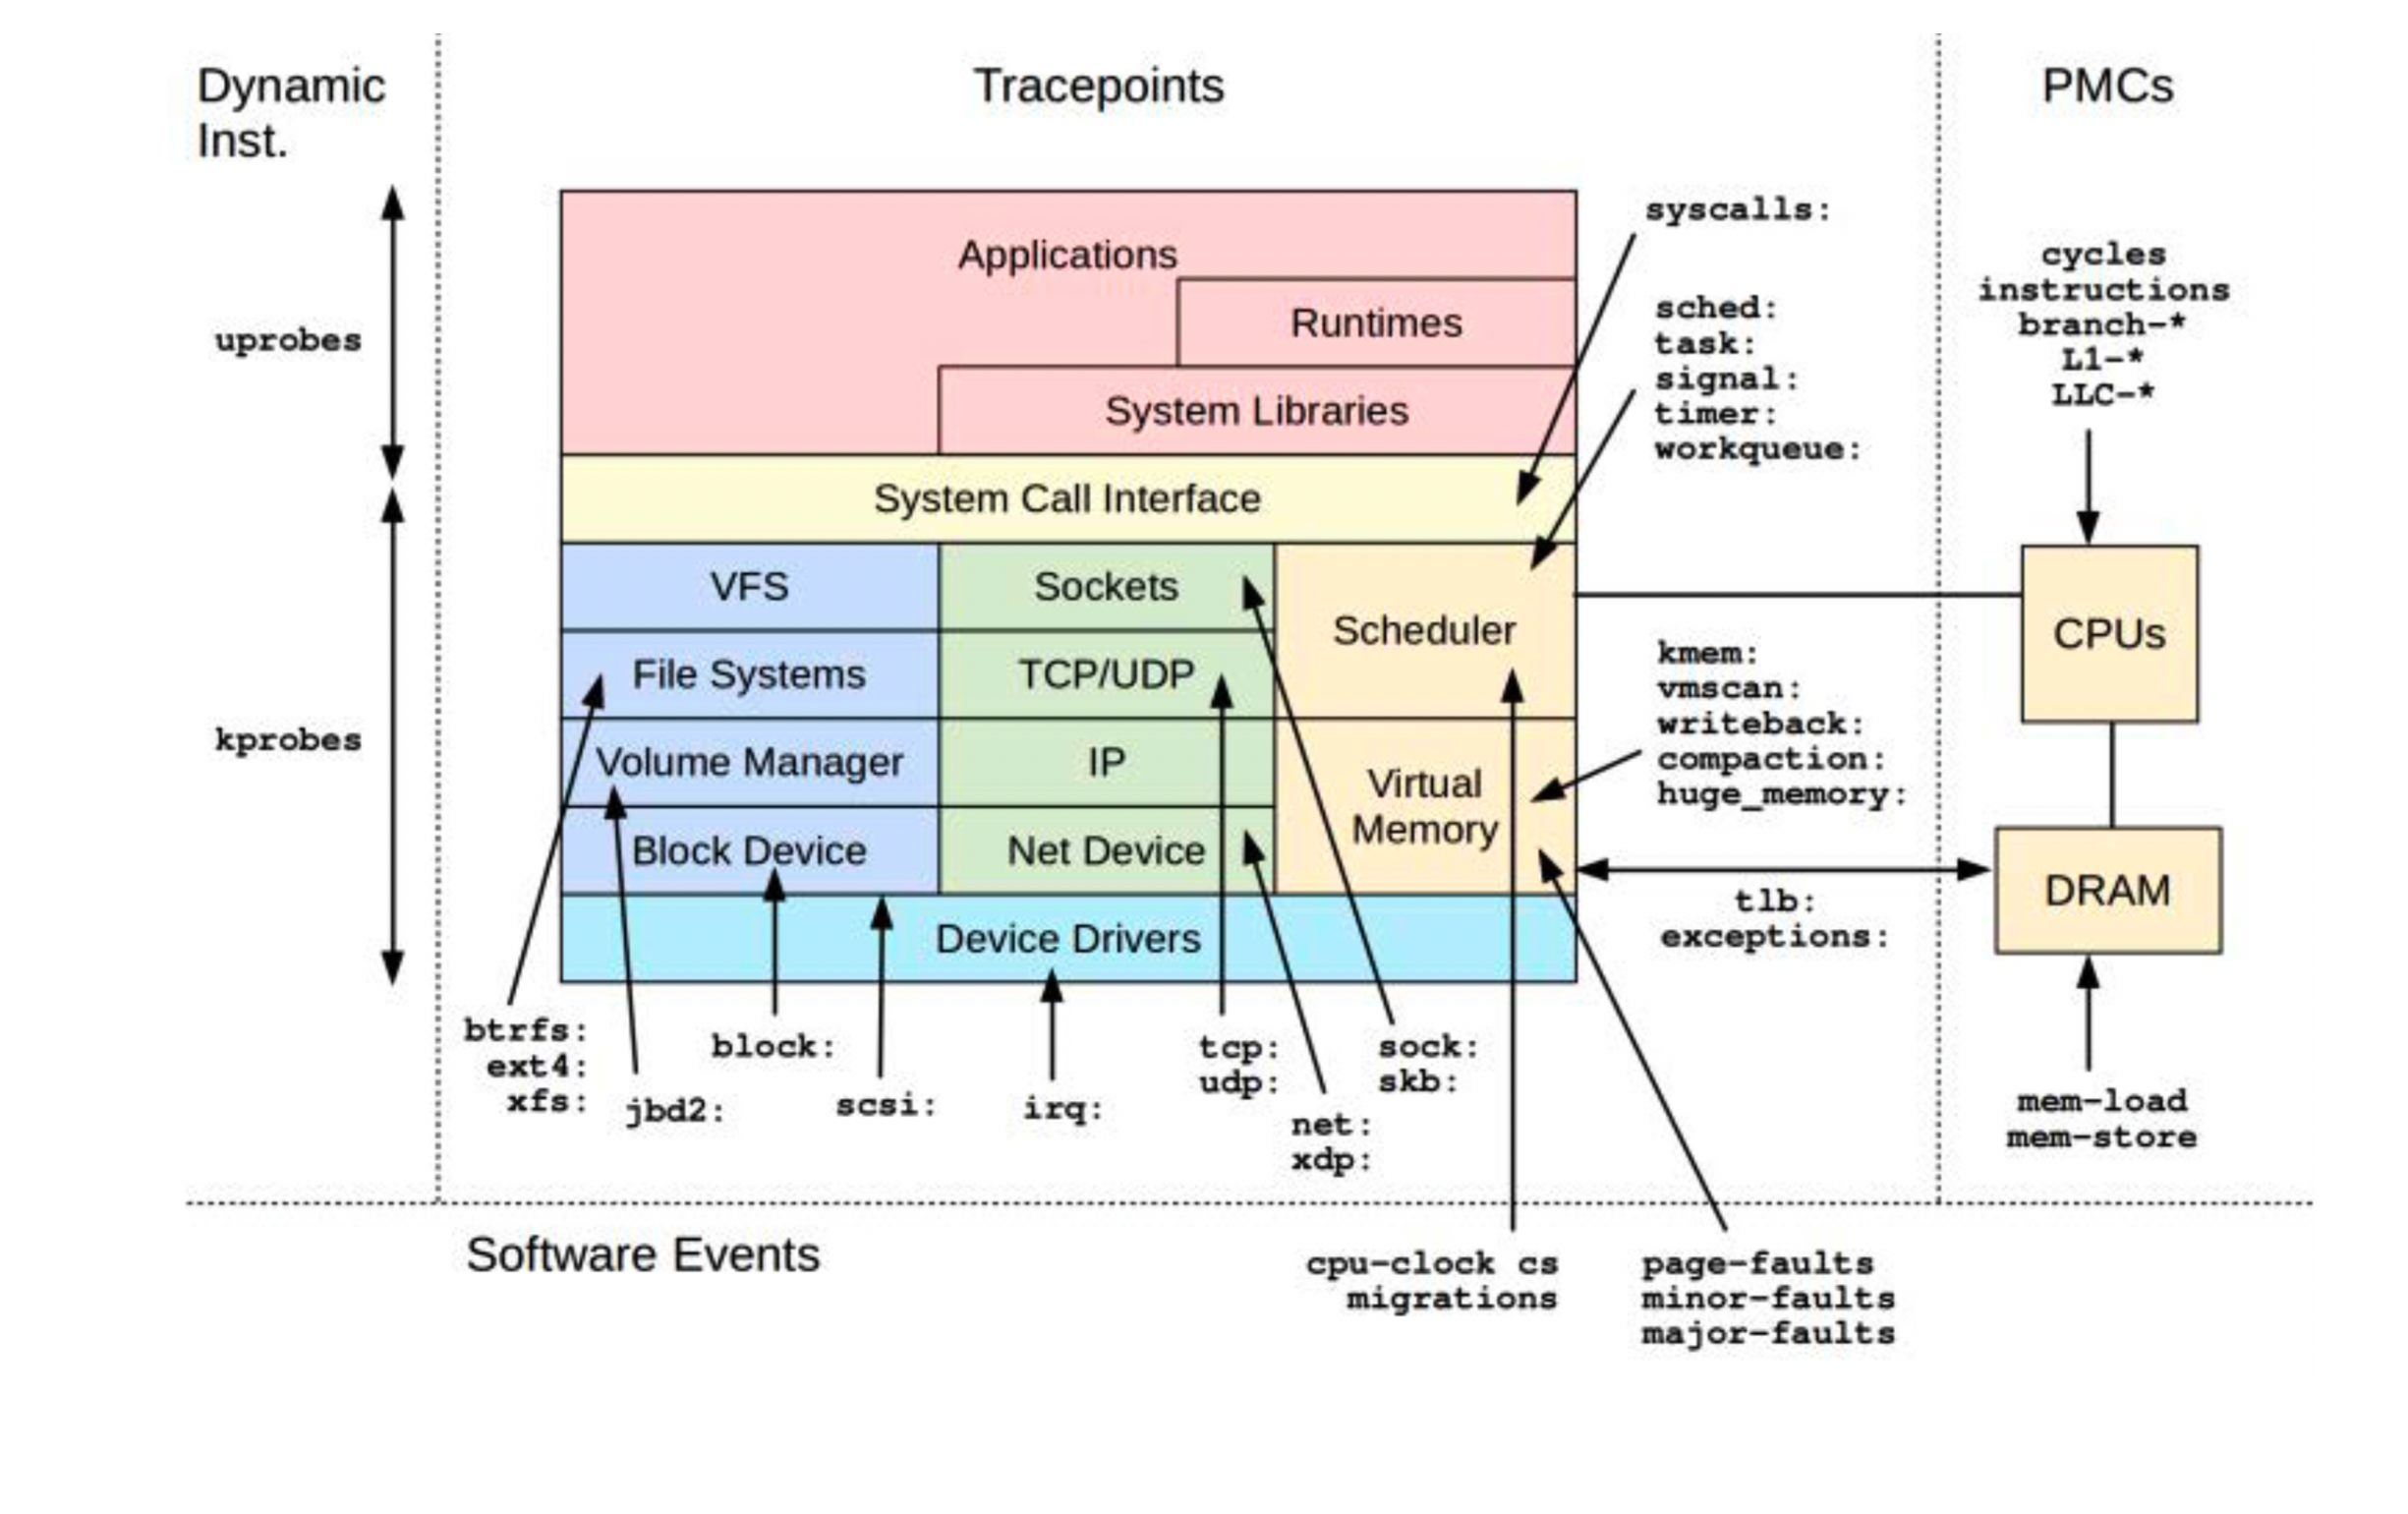 Dynamic
Inst.
Tracepoints
PMCs
uprobes
kprobes
Applications
Runtimes
System Libraries
System Call Interface
VFS
Sockets
Scheduler
File Systems
TCP/UDP
Volume Manager
IP
Virtual
Memory
Block Device
Net Device
Device Drivers
syscalls:
sched:
task:
signal:
timer:
workqueue:
kmem:
vmscan:
writeback:
compaction:
huge_memory:
tlb:
exceptions:
cycles
instructions
branch-*
L1-*
LLC-*
CPUs
DRAM
mem-load
mem-store
btrfs:
ext4:
xfs:
jbd2:
block:
scsi:
irq:
tcp:
udp:
sock:
skb:
net:
xdp:
Software Events
cpu-clock cs
migrations
page-faults
minor-faults
major-faults